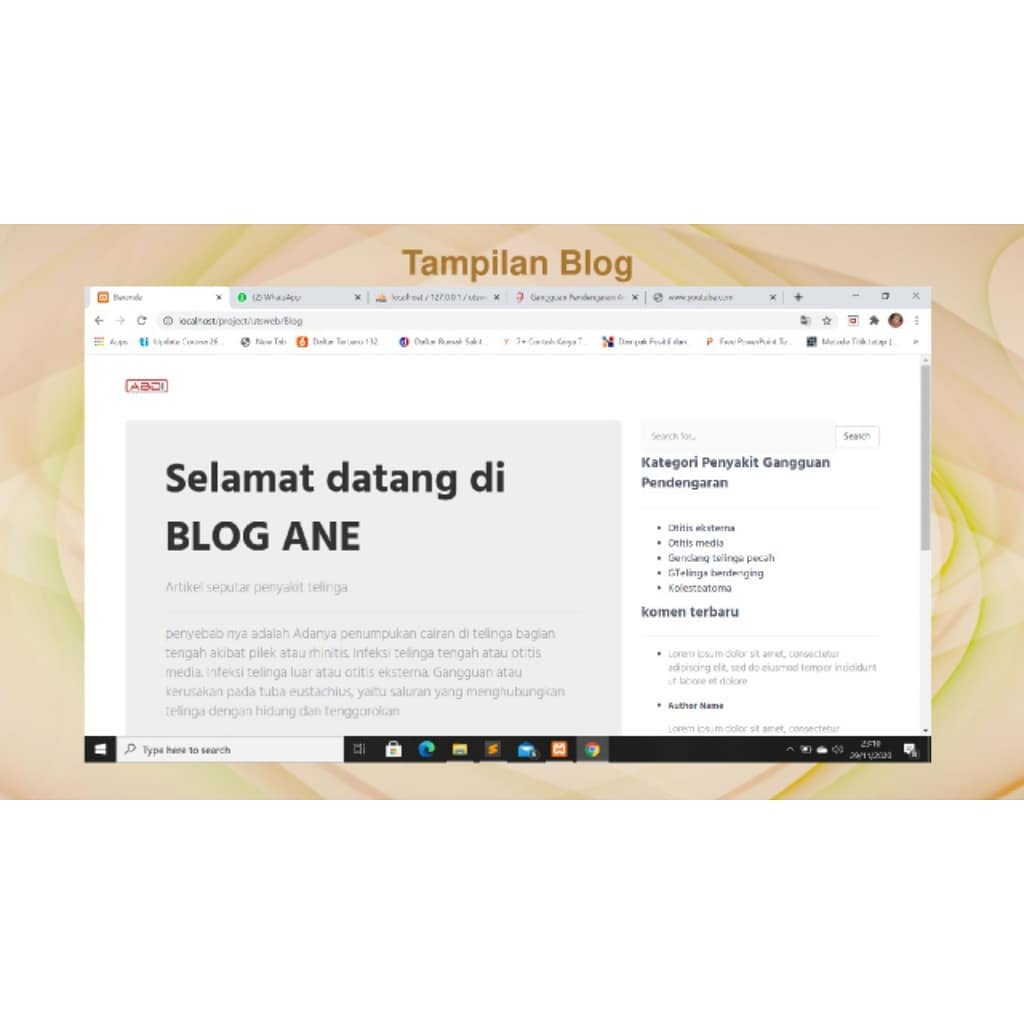 Tampilan Blog
Beranda
(2) WhatsApp
localhost / 127.0.0.1 / utsw
Gangguan Pendengaran A
www.youtube.com
localhost/project/utsweb/Blog
Apps
Update Corona 26...
New Tab
Daftar Terbaru 132...
Daftar Rumah Sakit...
7+ Contoh Karya T...
Dampak Positif dan...
Free PowerPoint Te...
Metode Titik Tetap (...
ABDI
Selamat datang di
BLOG ANE
Artikel seputar penyakit telinga
penyebab nya adalah Adanya penumpukan cairan di telinga bagian
tengah akibat pilek atau rhinitis. Infeksi telinga tengah atau otitis
media. Infeksi telinga luar atau otitis eksterna. Gangguan atau
kerusakan pada tuba eustachius, yaitu saluran yang menghubungkan
telinga dengan hidung dan tenggorokan
Search for...
Search
Kategori Penyakit Gangguan
Pendengaran
Otitis eksterna
Otitis media
Gendang telinga pecah
GTelinga berdenging
Kolesteatoma
komen terbaru
Lorem ipsum dolor sit amet, consectetur
adipiscing elit, sed do eiusmod tempor incididunt
ut labore et dolore
Author Name
Lorem ipsum dolor sit amet, consectetur
Type here to search
23:10
29/11/2020